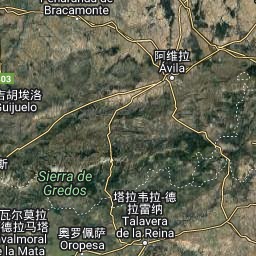 Bracamonte
阿维拉
Ávila
03
吉胡埃洛
Guijuelo
斯
Sierra de
Gredos
塔拉韦拉-德
拉雷纳
Talavera
de la Reina
瓦尔莫拉
德拉马塔
valmoral
de la Mata
奥罗佩萨
Oropesa